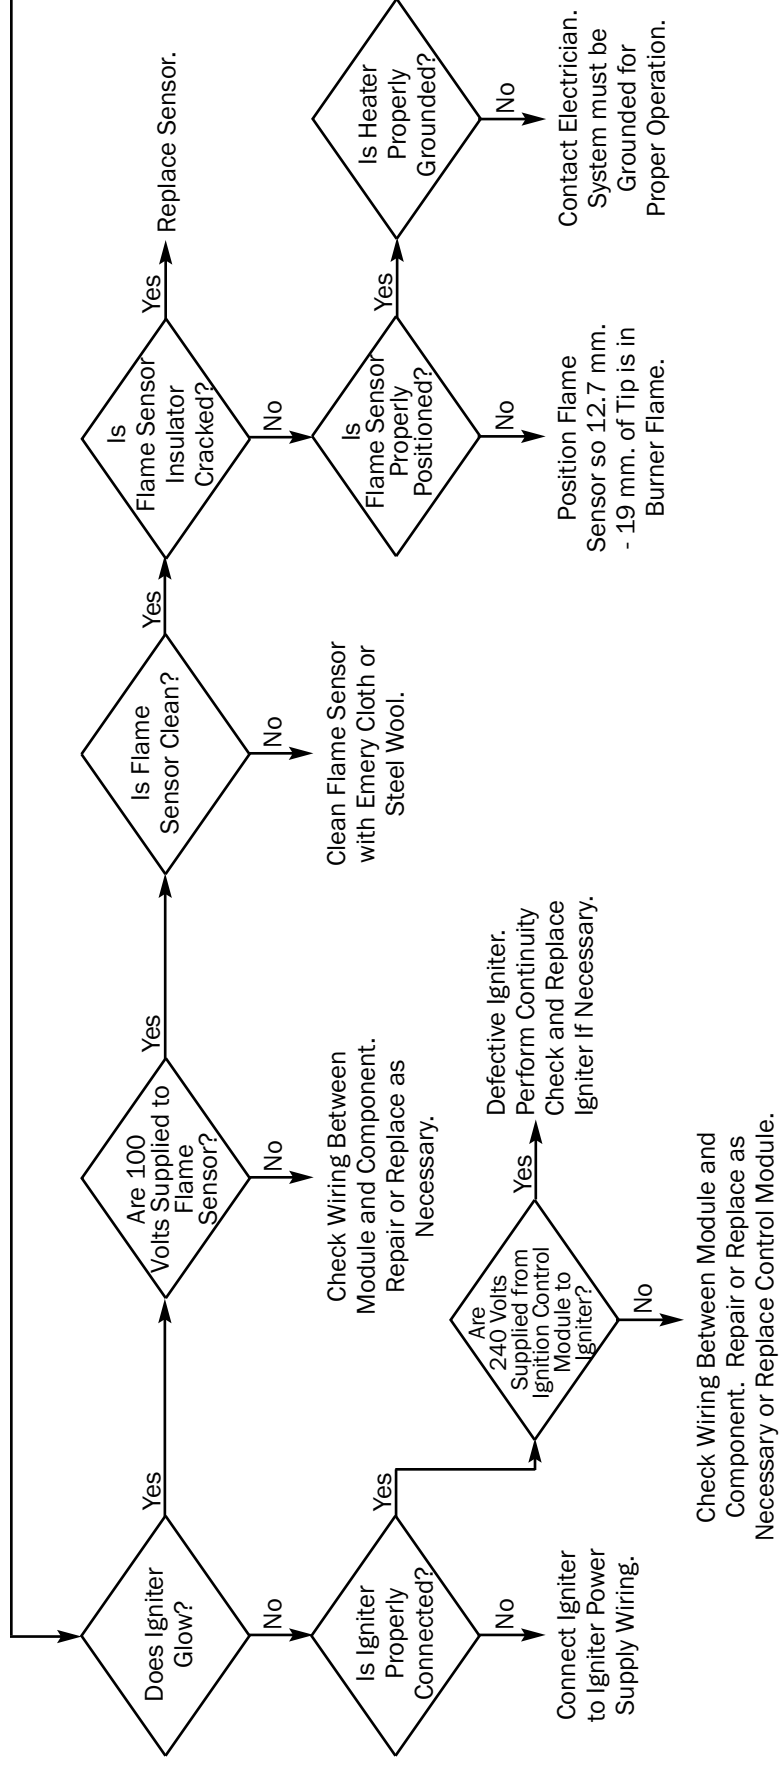 Does Igniter
Glow?
Yes
No
Are 100
Volts Supplied to
Flame
Sensor?
Yes
No
Check Wiring Between
Module and Component.
Repair or Replace as
Necessary.
Is Flame
Sensor Clean?
Yes
No
Clean Flame Sensor
with Emery Cloth or
Steel Wool.
Is
Flame Sensor
Insulator
Cracked?
Yes
Replace Sensor.
No
Is Igniter
Properly
Connected?
Yes
No
Connect Igniter
to Igniter Power
Supply Wiring.
Are
240 Volts
Supplied from
Ignition Control
Module to
Igniter?
Yes
Defective Igniter.
Perform Continuity
Check and Replace
Igniter If Necessary.
No
Check Wiring Between Module and
Component. Repair or Replace as
Necessary or Replace Control Module.
Is
Flame Sensor
Properly
Positioned?
Yes
No
Position Flame
Sensor so 12.7 mm.
- 19 mm. of Tip is in
Burner Flame.
Is Heater
Properly
Grounded?
No
Contact Electrician.
System must be
Grounded for
Proper Operation.